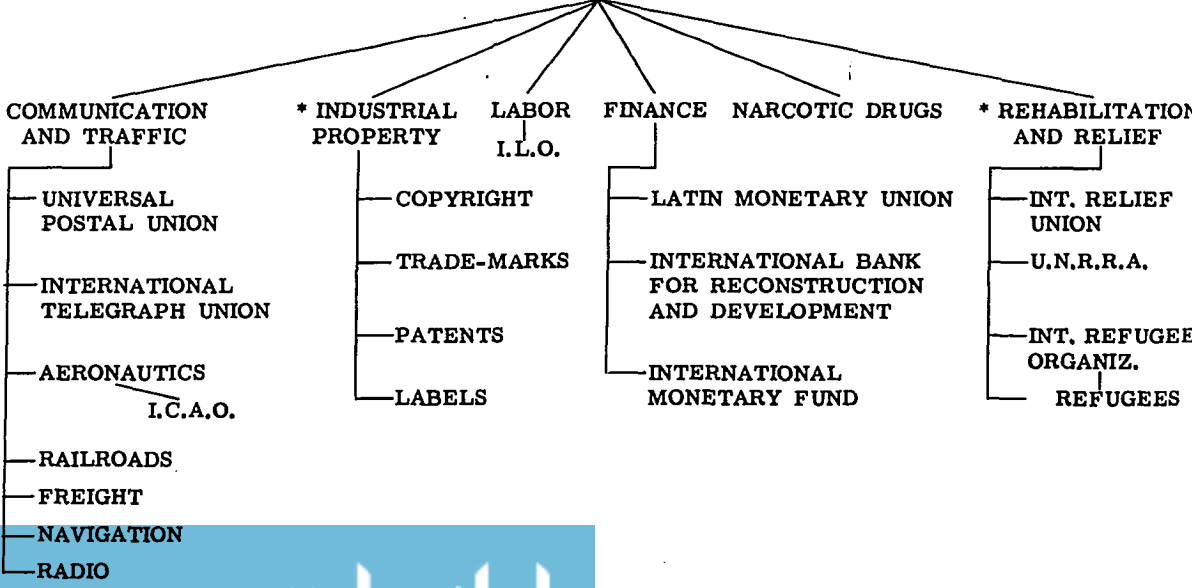 COMMUNICATION
AND TRAFFIC
UNIVERSAL
POSTAL UNION
INTERNATIONAL
TELEGRAPH UNION
AERONAUTICS
I.C.A.O.
RAILROADS
FREIGHT
NAVIGATION
RADIO
* INDUSTRIAL
PROPERTY
COPYRIGHT
TRADE-MARKS
PATENTS
LABELS
LABOR
I.L.O.
FINANCE
LATIN MONETARY UNION
INTERNATIONAL BANK
FOR RECONSTRUCTION
AND DEVELOPMENT
INTERNATIONAL
MONETARY FUND
NARCOTIC DRUGS
* REHABILITATION
AND RELIEF
INT. RELIEF
UNION
U.N.R.R.A.
INT. REFUGEE
ORGANIZ.
REFUGEES